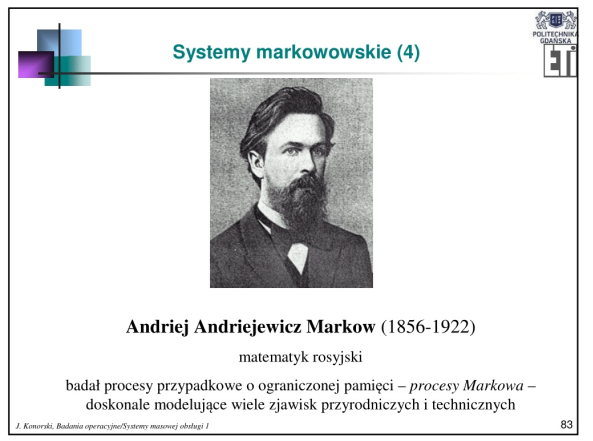 Systemy markowowskie (4)
POLITECHNIKA
GDAŃSKA
ETI
Andriej Andriejewicz Markow (1856-1922)
matematyk rosyjski
badał procesy przypadkowe o ograniczonej pamięci – procesy Markowa –
doskonale modelujące wiele zjawisk przyrodniczych i technicznych
J. Konorski, Badania operacyjne/Systemy masowej obsługi 1
83